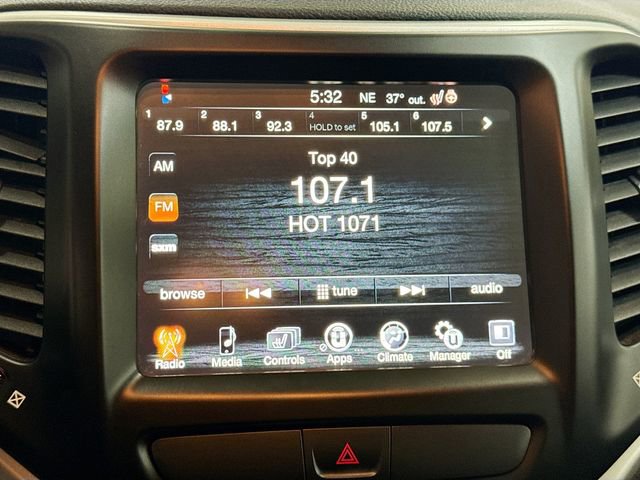 5:32 NE 37° out.
1 2 3 4 5 6
87.9 88.1 92.3 HOLD to set 105.1 107.5
Top 40
AM
107.1
FM
HOT 1071
sxm
browse tune audio
Radio Media Controls Apps Climate Manager Off